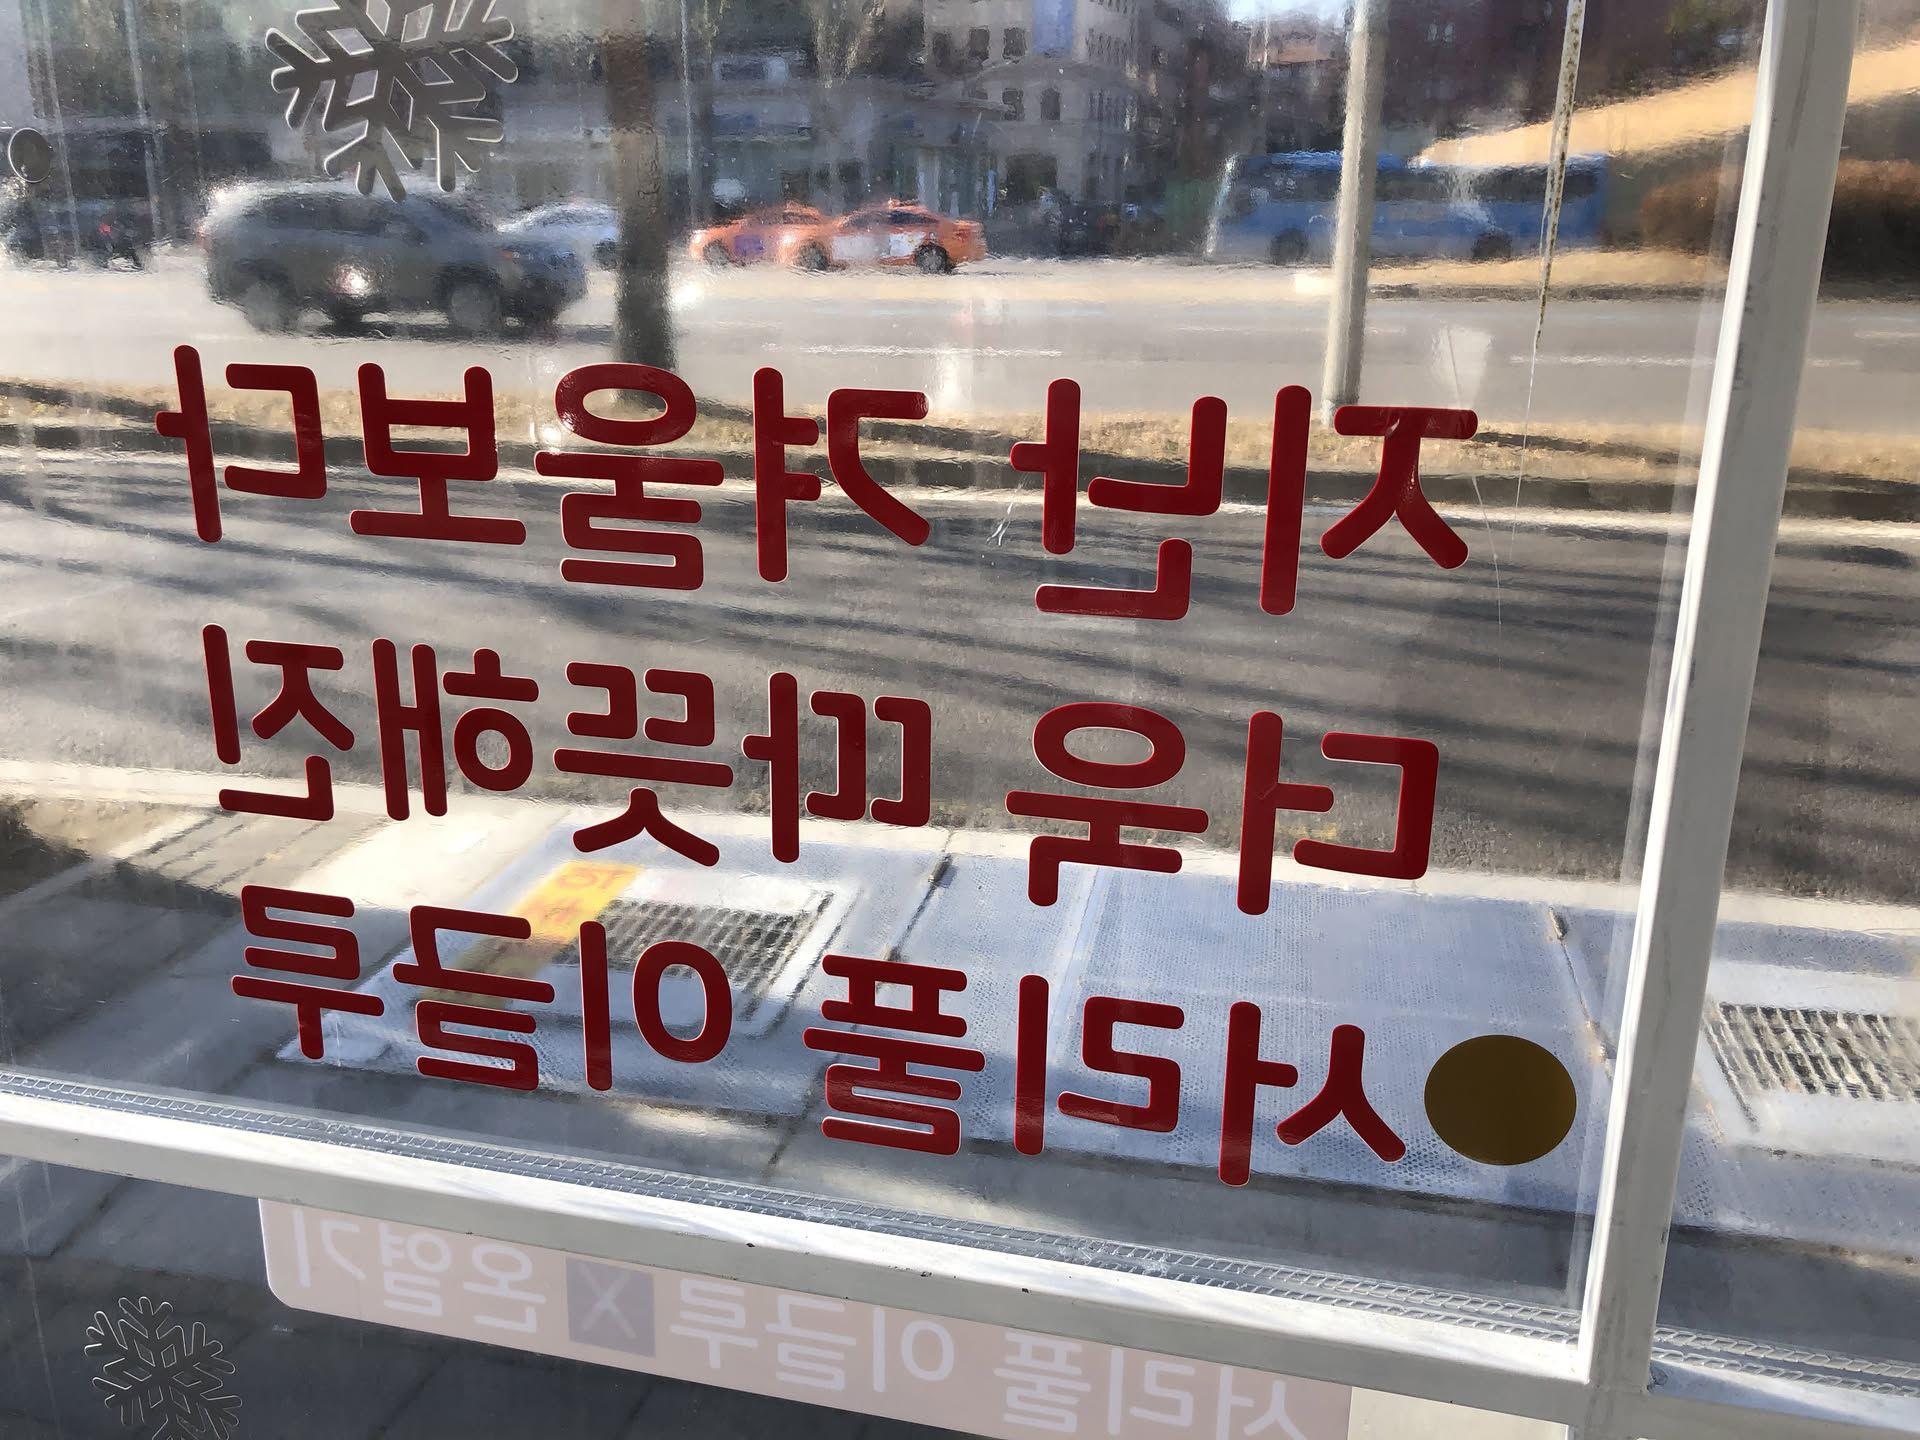 지난 겨울보다
더욱 따뜻해진
서리풀 이글루
서리풀 이글루 X 온열기